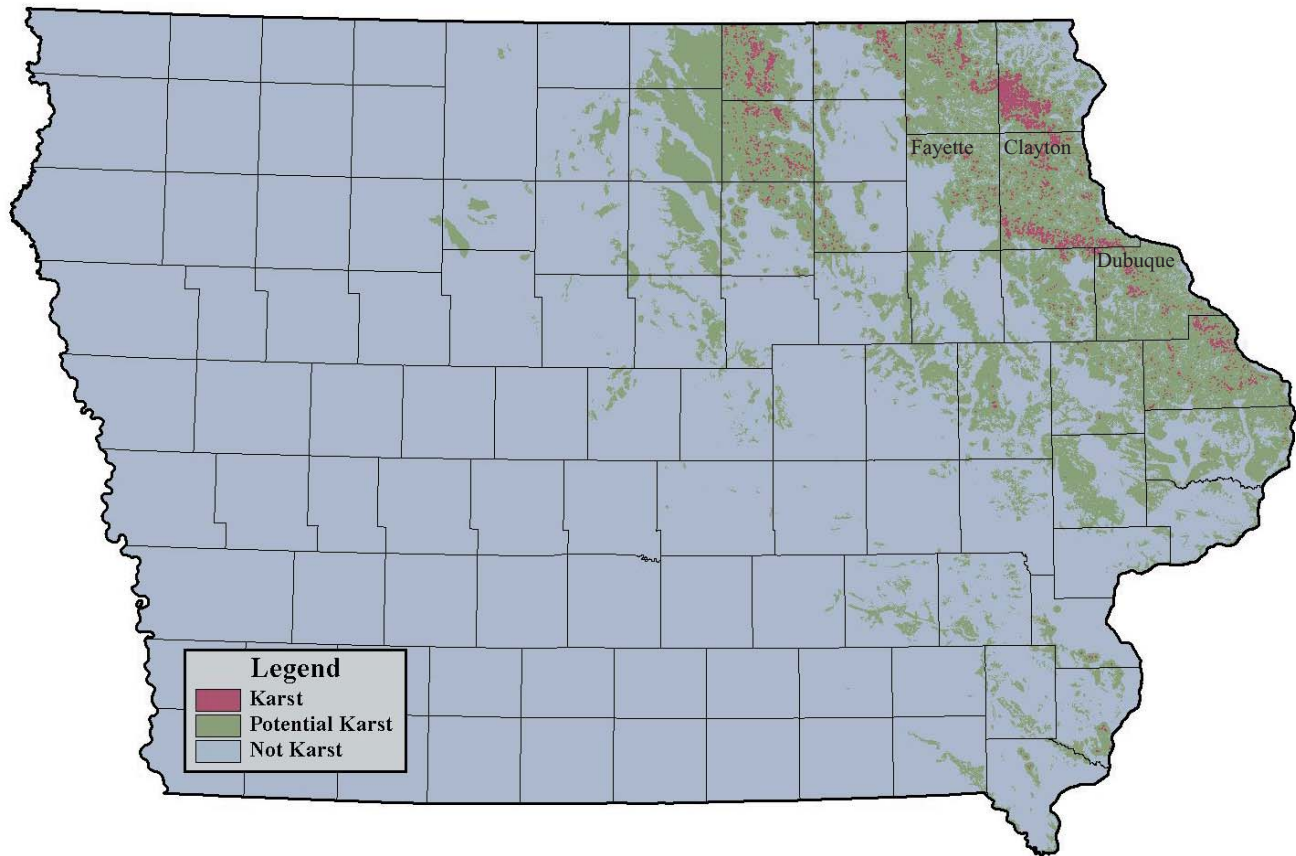 Fayette
Clayton
Dubuque
Legend
Karst
Potential Karst
Not Karst